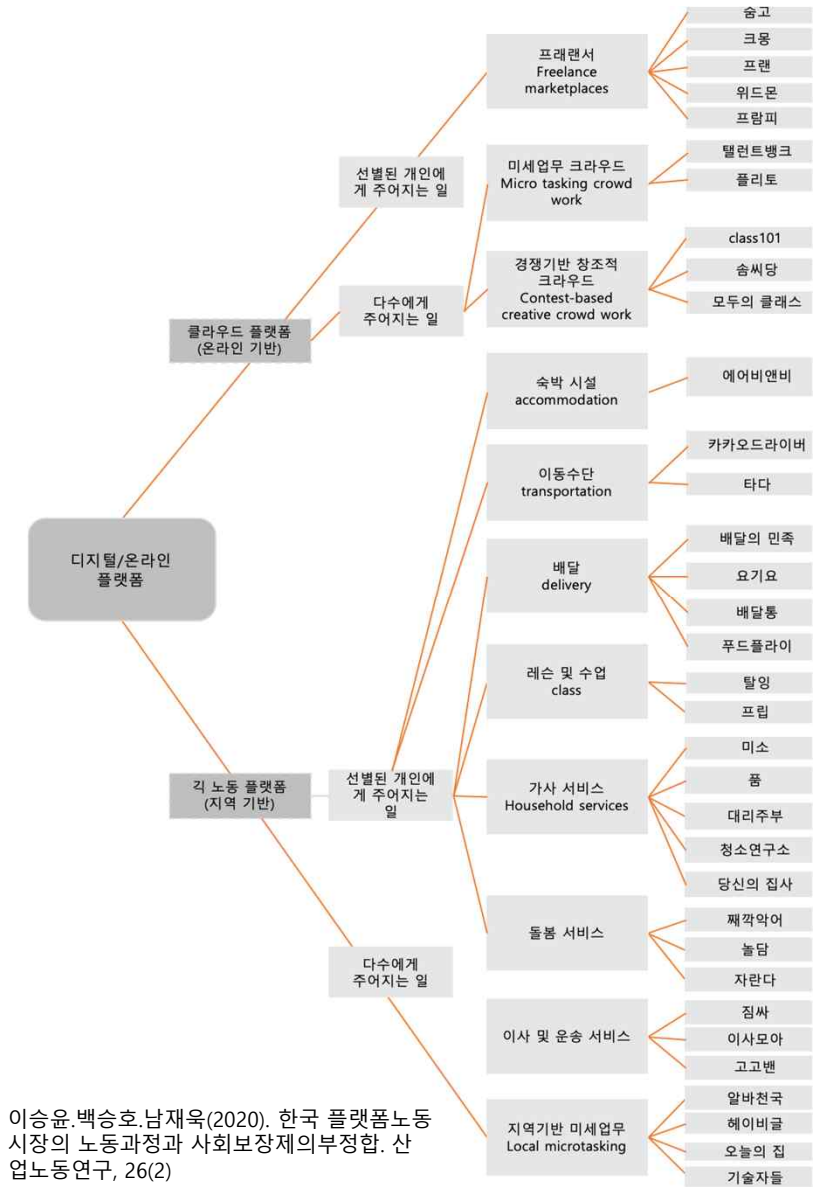 숨고
크몽
프랜
위드몬
프람피
프래랜서
Freelance
marketplaces
선별된 개인에
게 주어지는 일
미세업무 크라우드
Micro tasking crowd
work
탤런트뱅크
플리토
다수에게
주어지는 일
경쟁기반 창조적
크라우드
Contest-based
creative crowd work
class101
솜씨당
모두의 클래스
클라우드 플랫폼
(온라인 기반)
숙박 시설
accommodation
에어비앤비
이동수단
transportation
카카오드라이버
타다
디지털/온라인
플랫폼
배달
delivery
배달의 민족
요기요
배달통
푸드플라이
레슨 및 수업
class
탈잉
프립
긱 노동 플랫폼
(지역 기반)
선별된 개인에
게 주어지는
일
가사 서비스
Household services
미소
품
대리주부
청소연구소
당신의 집사
돌봄 서비스
째깍악어
놀담
자란다
다수에게
주어지는 일
이사 및 운송 서비스
짐싸
이사모아
고고밴
지역기반 미세업무
Local microtasking
알바천국
헤이비글
오늘의 집
기술자들
이승윤.백승호.남재욱(2020). 한국 플랫폼노동
시장의 노동과정과 사회보장제의부정합. 산
업노동연구, 26(2)